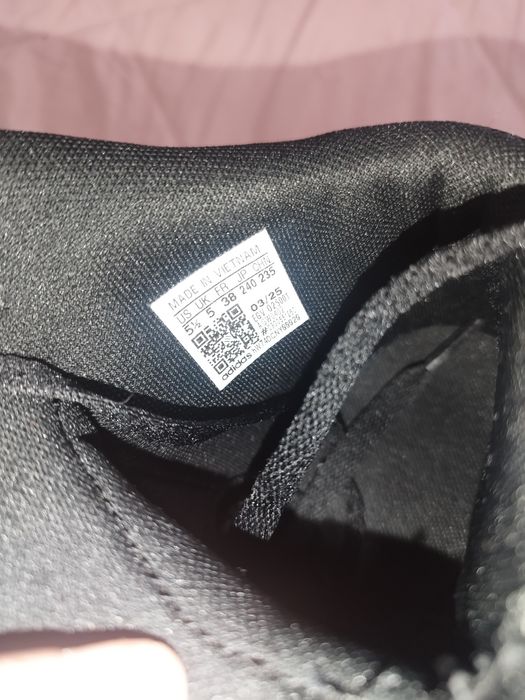 MADE IN VIETNAM
US UK FR JP CHN
5½ 5 38 240 235
03/25
adidas